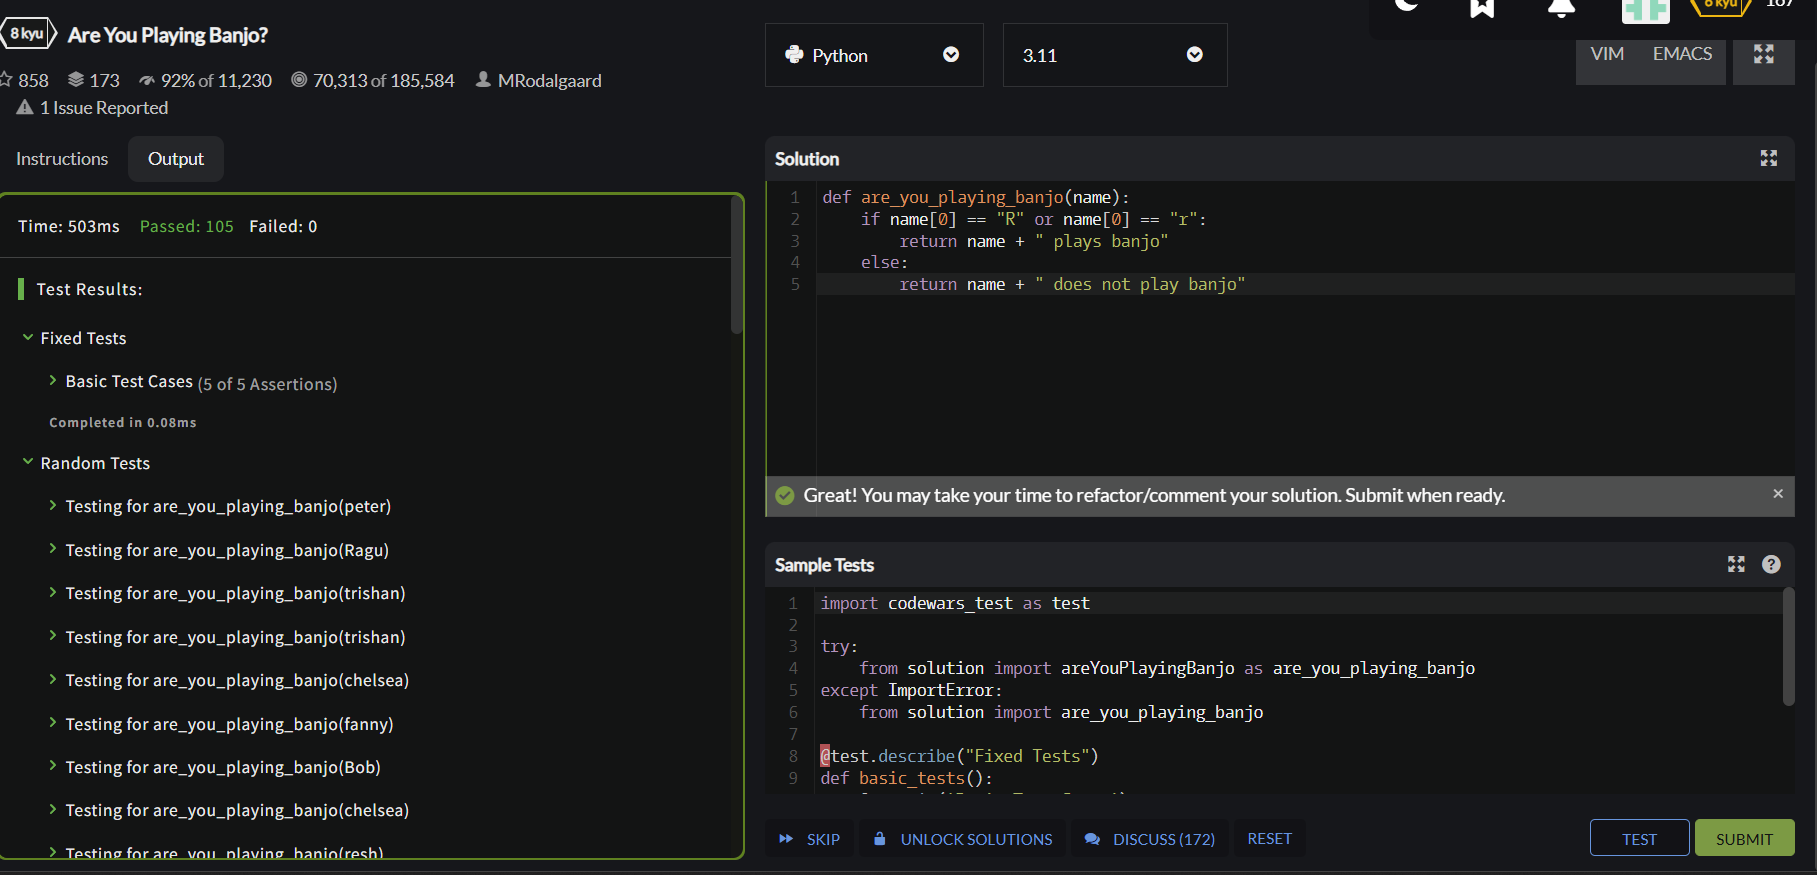 8 kyu
Are You Playing Banjo?
858 173 92% of 11,230 70,313 of 185,584 MRodalgaard
1 Issue Reported
Instructions
Output
Time: 503ms Passed: 105 Failed: 0
Test Results:
Fixed Tests
Basic Test Cases (5 of 5 Assertions)
Completed in 0.08ms
Random Tests
Testing for are_you_playing_banjo(peter)
Testing for are_you_playing_banjo(Ragu)
Testing for are_you_playing_banjo(trishan)
Testing for are_you_playing_banjo(trishan)
Testing for are_you_playing_banjo(chelsea)
Testing for are_you_playing_banjo(fanny)
Testing for are_you_playing_banjo(Bob)
Testing for are_you_playing_banjo(chelsea)
Testing for are_you_playing_banjo(resh)
Python
3.11
6 kyu
167
VIM EMACS
Solution
1 def are_you_playing_banjo(name):
2 if name[0] == "R" or name[0] == "r":
3 return name + " plays banjo"
4 else:
5 return name + " does not play banjo"
Great! You may take your time to refactor/comment your solution. Submit when ready.
Sample Tests
1 import codewars_test as test
2
3 try:
4 from solution import areYouPlayingBanjo as are_you_playing_banjo
5 except ImportError:
6 from solution import are_you_playing_banjo
7
8 @test.describe("Fixed Tests")
9 def basic_tests():
SKIP
UNLOCK SOLUTIONS
DISCUSS (172)
RESET
TEST
SUBMIT